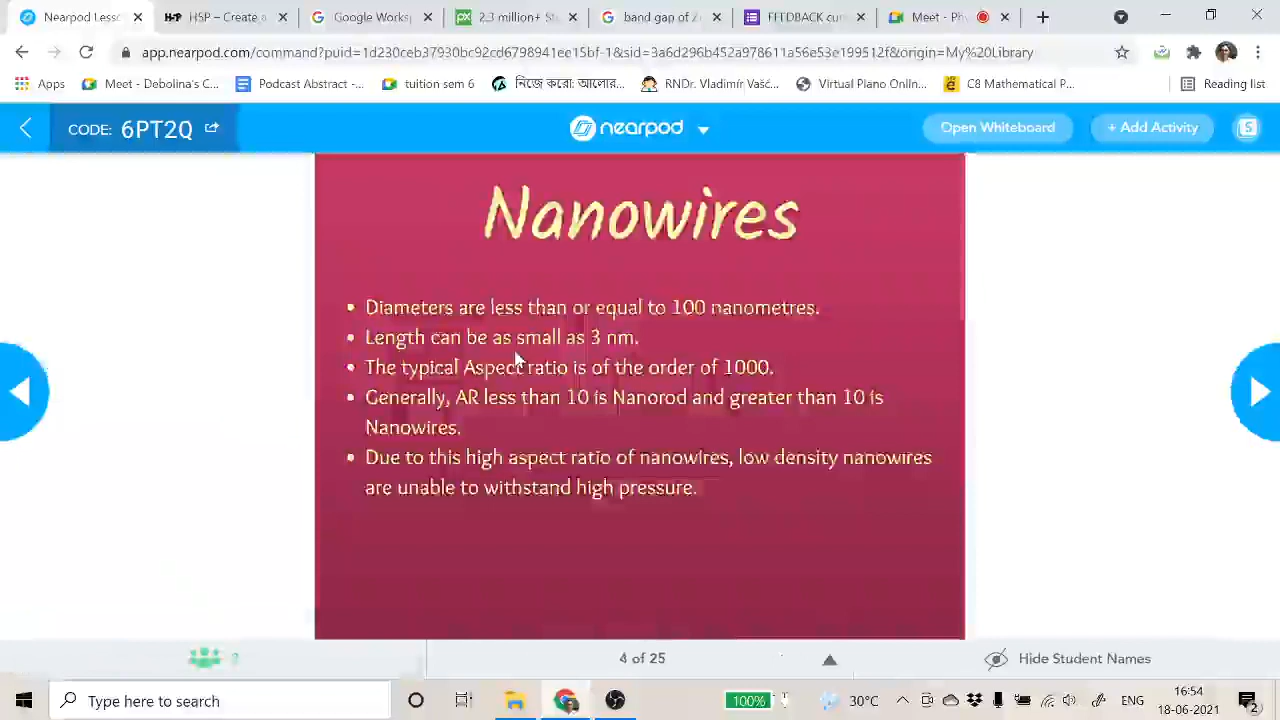 Nearpod Less
H5P – Create a
Google Works
2.3 million+ S
band gap of Z
FEEDBACK cum
Meet - Ph
app.nearpod.com/command?puid=1d230ceb37930bc92cd6798941ee15bf-1&sid=3a6d296b452a978611a56e53e199512f&origin=My%20Library
Apps
Meet - Debolina's C...
Podcast Abstract -...
tuition sem 6
নিজে করো: আলোর...
RNDr. Vladimír Vašć...
Virtual Piano Onlin...
C8 Mathematical P...
Reading list
CODE: 6PT2Q
nearpod
Open Whiteboard
+ Add Activity
S
Nanowires
• Diameters are less than or equal to 100 nanometres.
• Length can be as small as 3 nm.
• The typical Aspect ratio is of the order of 1000.
• Generally, AR less than 10 is Nanorod and greater than 10 is
Nanowires.
• Due to this high aspect ratio of nanowires, low density nanowires
are unable to withstand high pressure.
4 of 25
Hide Student Names
Type here to search
100%
30°C
ENG
16:54
18-06-2021
2